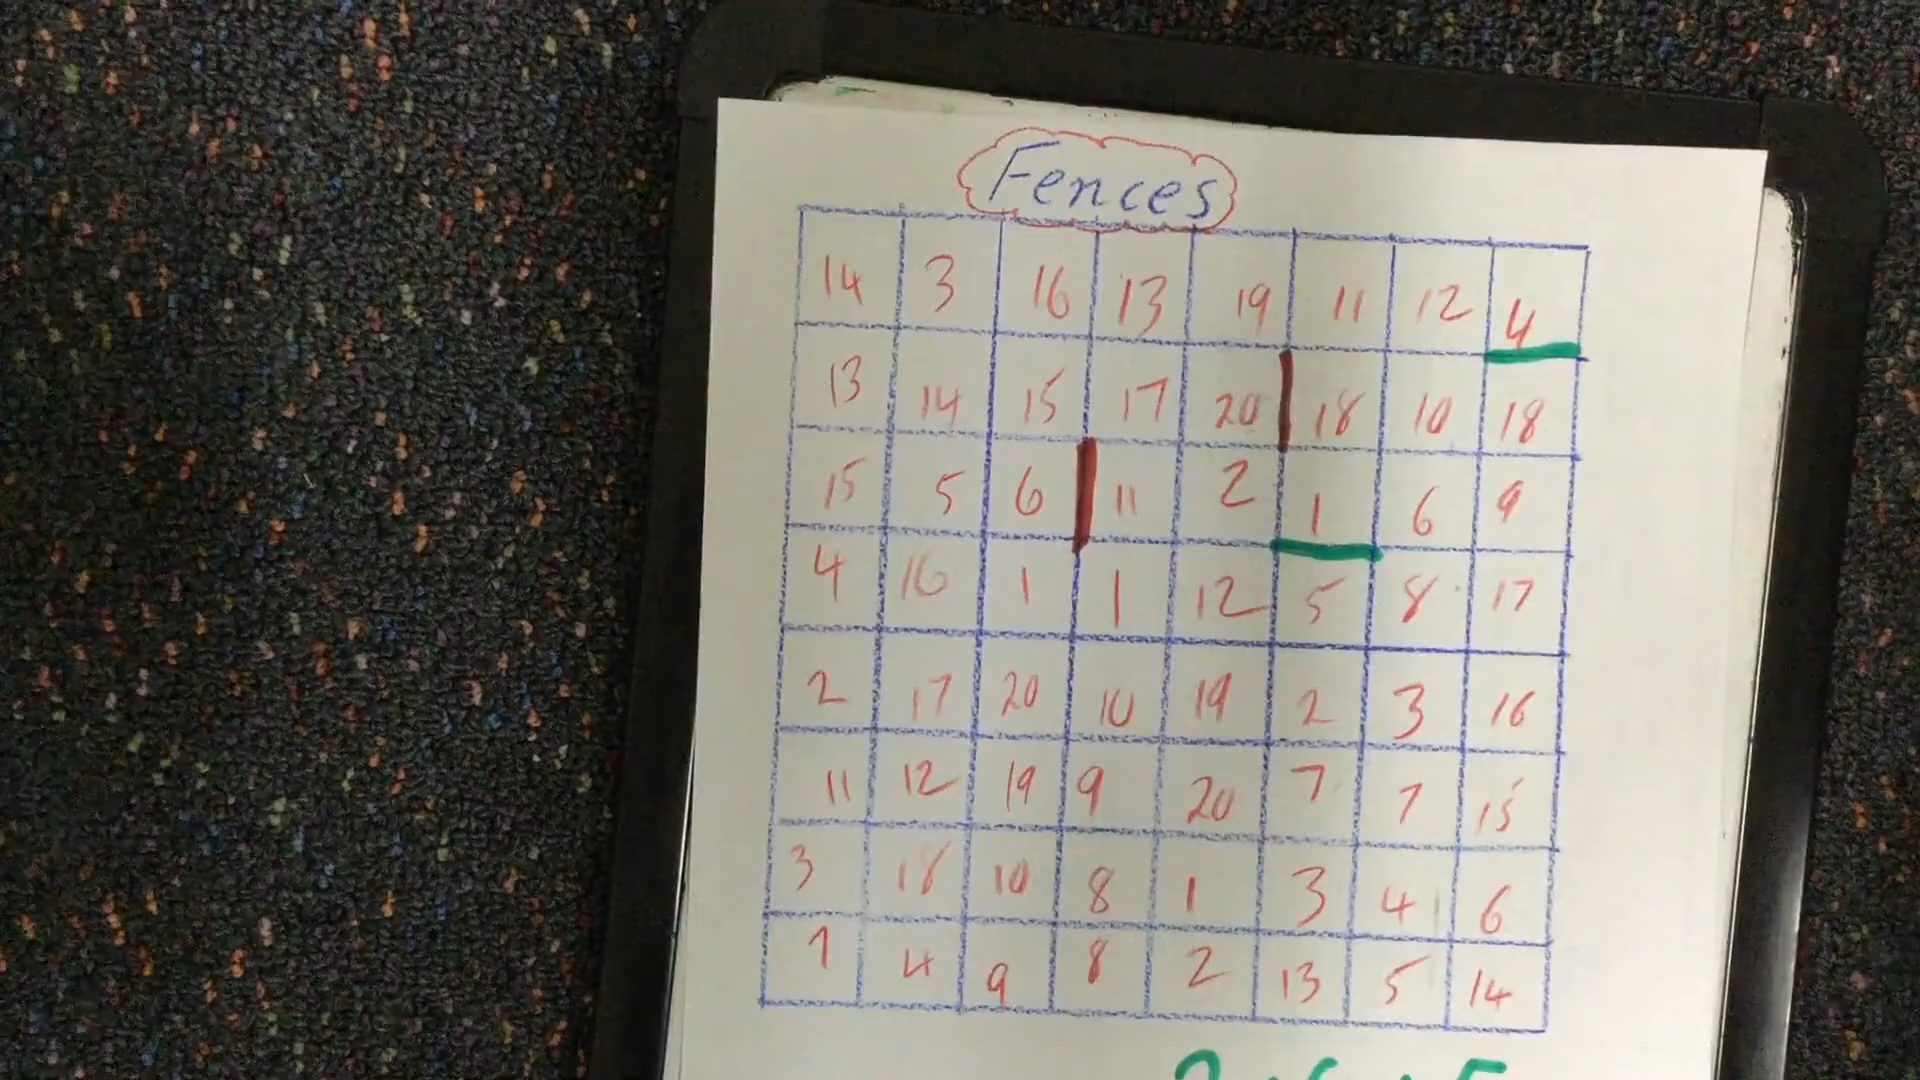 Fences
14 3 16 13 19 11 12 4
13 14 15 17 20 18 10 18
15 5 6 11 2 1 6 9
4 16 1 1 12 5 8 17
2 17 20 10 19 2 3 16
11 12 19 9 20 7 7 15
3 18 10 8 1 3 4 6
7 4 9 8 2 13 5 14